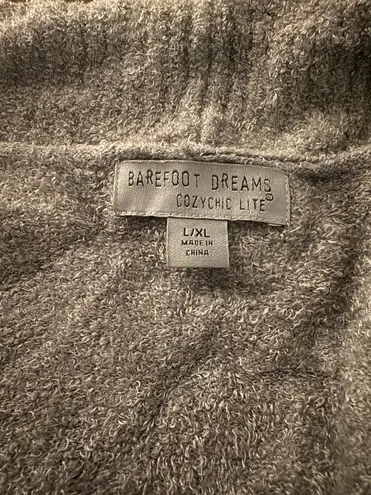 BAREFOOT DREAMS
COZYCHIC LITE®
L/XL
MADE IN
CHINA